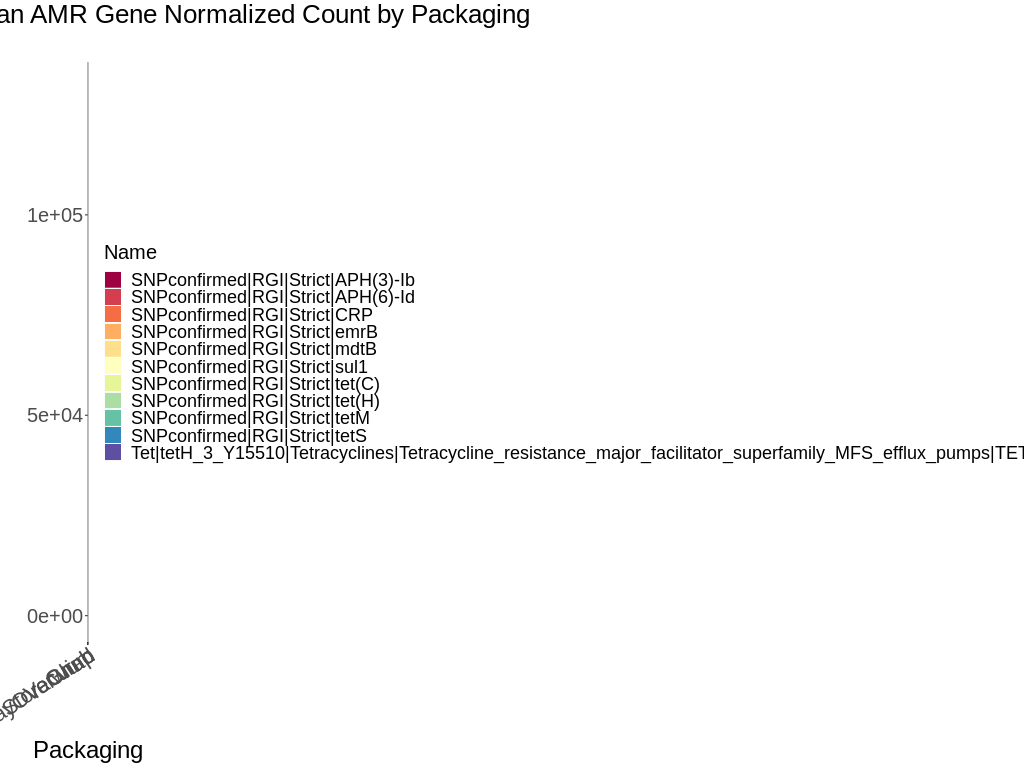 an AMR Gene Normalized Count by Packaging
1e+05
Name
SNPconfirmed|RGI|Strict|APH(3)-Ib
SNPconfirmed|RGI|Strict|APH(6)-Id
SNPconfirmed|RGI|Strict|CRP
SNPconfirmed|RGI|Strict|emrB
SNPconfirmed|RGI|Strict|mdtB
SNPconfirmed|RGI|Strict|sul1
SNPconfirmed|RGI|Strict|tet(C)
SNPconfirmed|RGI|Strict|tet(H)
5e+04
SNPconfirmed|RGI|Strict|tetM
SNPconfirmed|RGI|Strict|tetS
Tet|tetH_3_Y15510|Tetracyclines|Tetracycline_resistance_major_facilitator_superfamily_MFS_efflux_pumps|TET
0e+00
Packaging